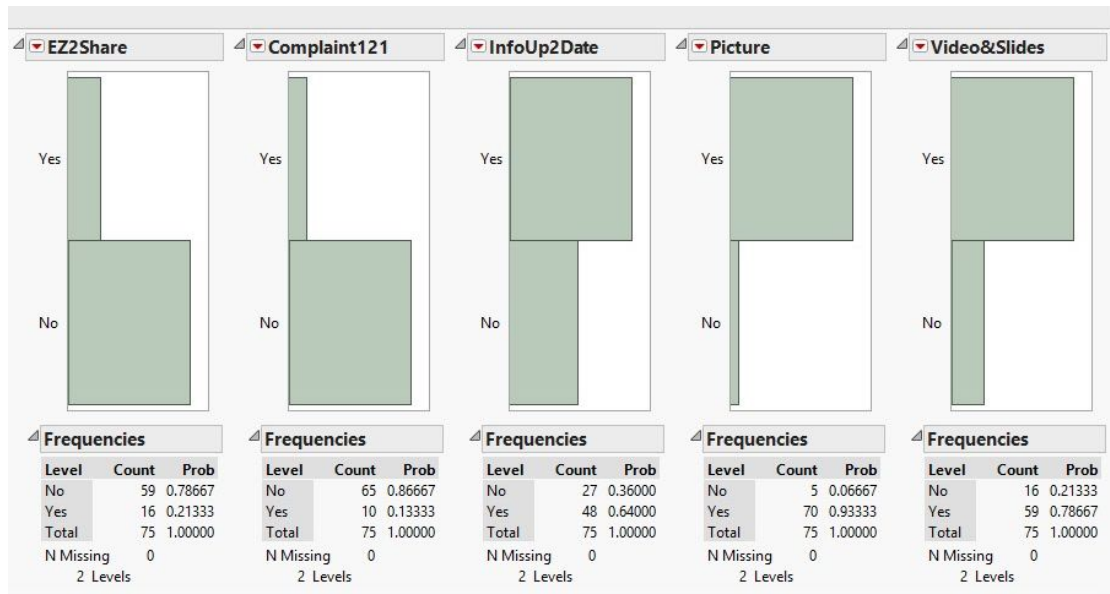 EZ2Share
Yes
No
Frequencies
Level Count Prob
No 59 0.78667
Yes 16 0.21333
Total 75 1.00000
N Missing 0
2 Levels
Complaint121
Yes
No
Frequencies
Level Count Prob
No 65 0.86667
Yes 10 0.13333
Total 75 1.00000
N Missing 0
2 Levels
InfoUp2Date
Yes
No
Frequencies
Level Count Prob
No 27 0.36000
Yes 48 0.64000
Total 75 1.00000
N Missing 0
2 Levels
Picture
Yes
No
Frequencies
Level Count Prob
No 5 0.06667
Yes 70 0.93333
Total 75 1.00000
N Missing 0
2 Levels
Video&Slides
Yes
No
Frequencies
Level Count Prob
No 16 0.21333
Yes 59 0.78667
Total 75 1.00000
N Missing 0
2 Levels